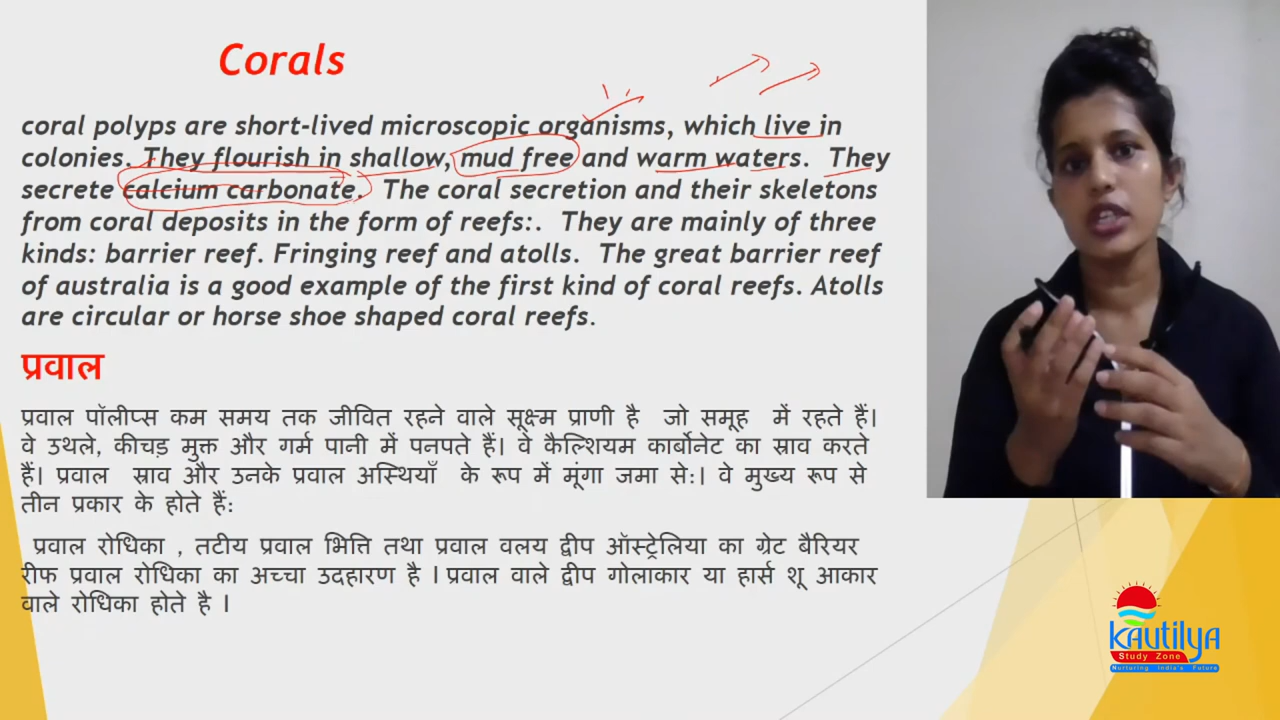 Corals
coral polyps are short-lived microscopic organisms, which live in
colonies. They flourish in shallow, mud free and warm waters. They
secrete calcium carbonate. The coral secretion and their skeletons
from coral deposits in the form of reefs:. They are mainly of three
kinds: barrier reef. Fringing reef and atolls. The great barrier reef
of australia is a good example of the first kind of coral reefs. Atolls
are circular or horse shoe shaped coral reefs.
प्रवाल
प्रवाल पॉलीप्स कम समय तक जीवित रहने वाले सूक्ष्म प्राणी है जो समूह में रहते हैं।
वे उथले, कीचड़ मुक्त और गर्म पानी में पनपते हैं। वे कैल्शियम कार्बोनेट का स्राव करते
हैं। प्रवाल स्राव और उनके प्रवाल अस्थियाँ के रूप में मूंगा जमा से:। वे मुख्य रूप से
तीन प्रकार के होते हैं:
प्रवाल रोधिका , तटीय प्रवाल भित्ति तथा प्रवाल वलय द्वीप ऑस्ट्रेलिया का ग्रेट बैरियर
रीफ प्रवाल रोधिका का अच्चा उदहारण है । प्रवाल वाले द्वीप गोलाकार या हार्स शू आकार
वाले रोधिका होते है ।
kautilya
Study Zone
Nurturing India's Future